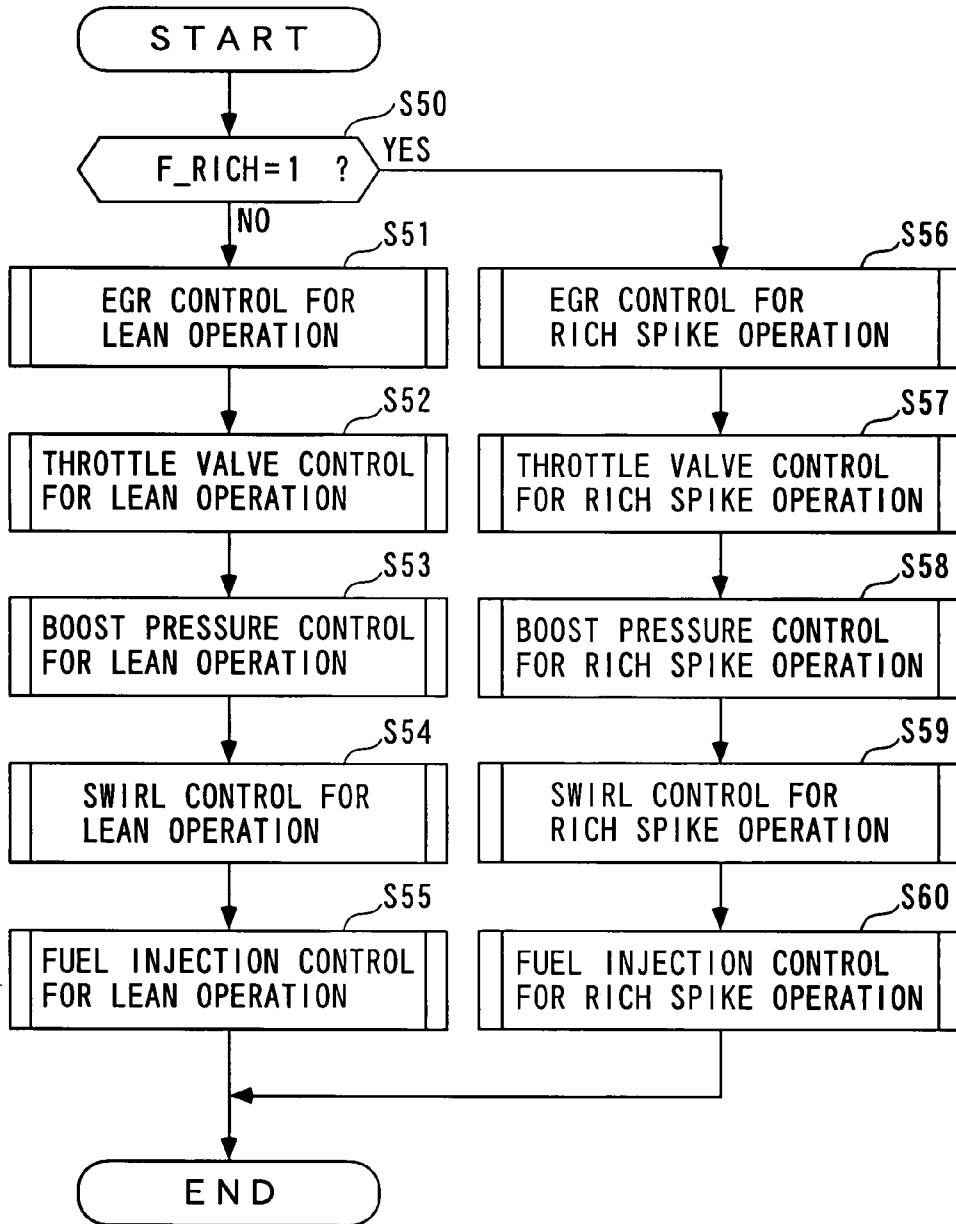 START
S50
F_RICH=1 ?
YES
NO
S51
EGR CONTROL FOR
LEAN OPERATION
S52
THROTTLE VALVE CONTROL
FOR LEAN OPERATION
S53
BOOST PRESSURE CONTROL
FOR LEAN OPERATION
S54
SWIRL CONTROL FOR
LEAN OPERATION
S55
FUEL INJECTION CONTROL
FOR LEAN OPERATION
S56
EGR CONTROL FOR
RICH SPIKE OPERATION
S57
THROTTLE VALVE CONTROL
FOR RICH SPIKE OPERATION
S58
BOOST PRESSURE CONTROL
FOR RICH SPIKE OPERATION
S59
SWIRL CONTROL FOR
RICH SPIKE OPERATION
S60
FUEL INJECTION CONTROL
FOR RICH SPIKE OPERATION
END